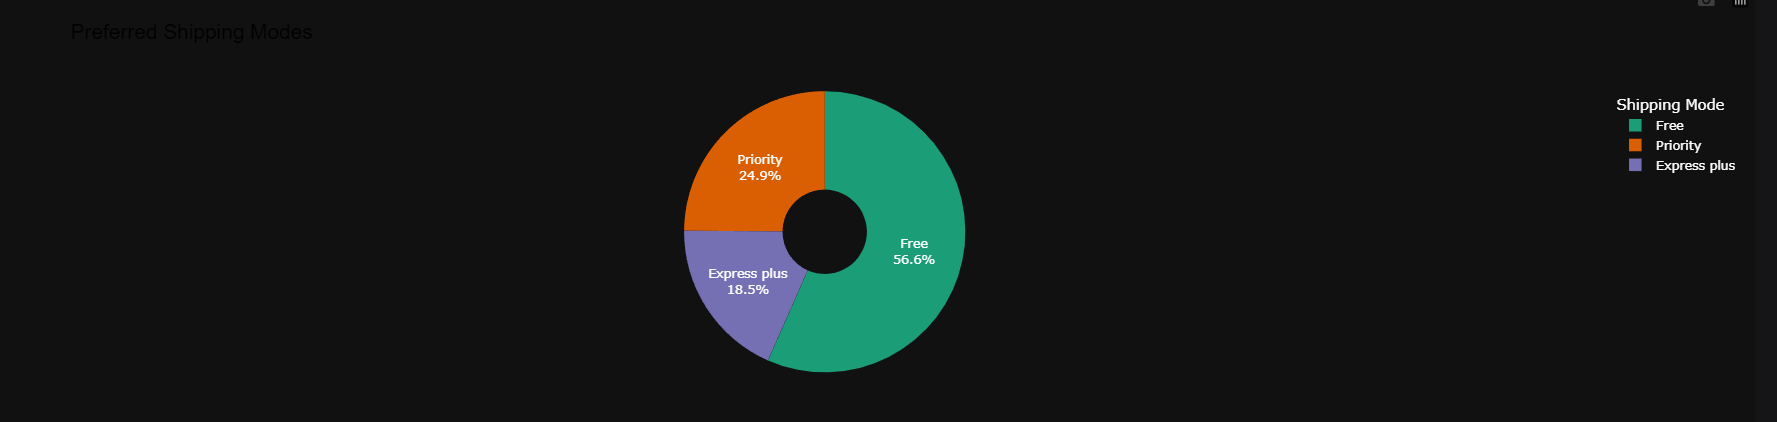 Preferred Shipping Modes
Shipping Mode
Free
Priority
Express plus
Priority
24.9%
Free
56.6%
Express plus
18.5%